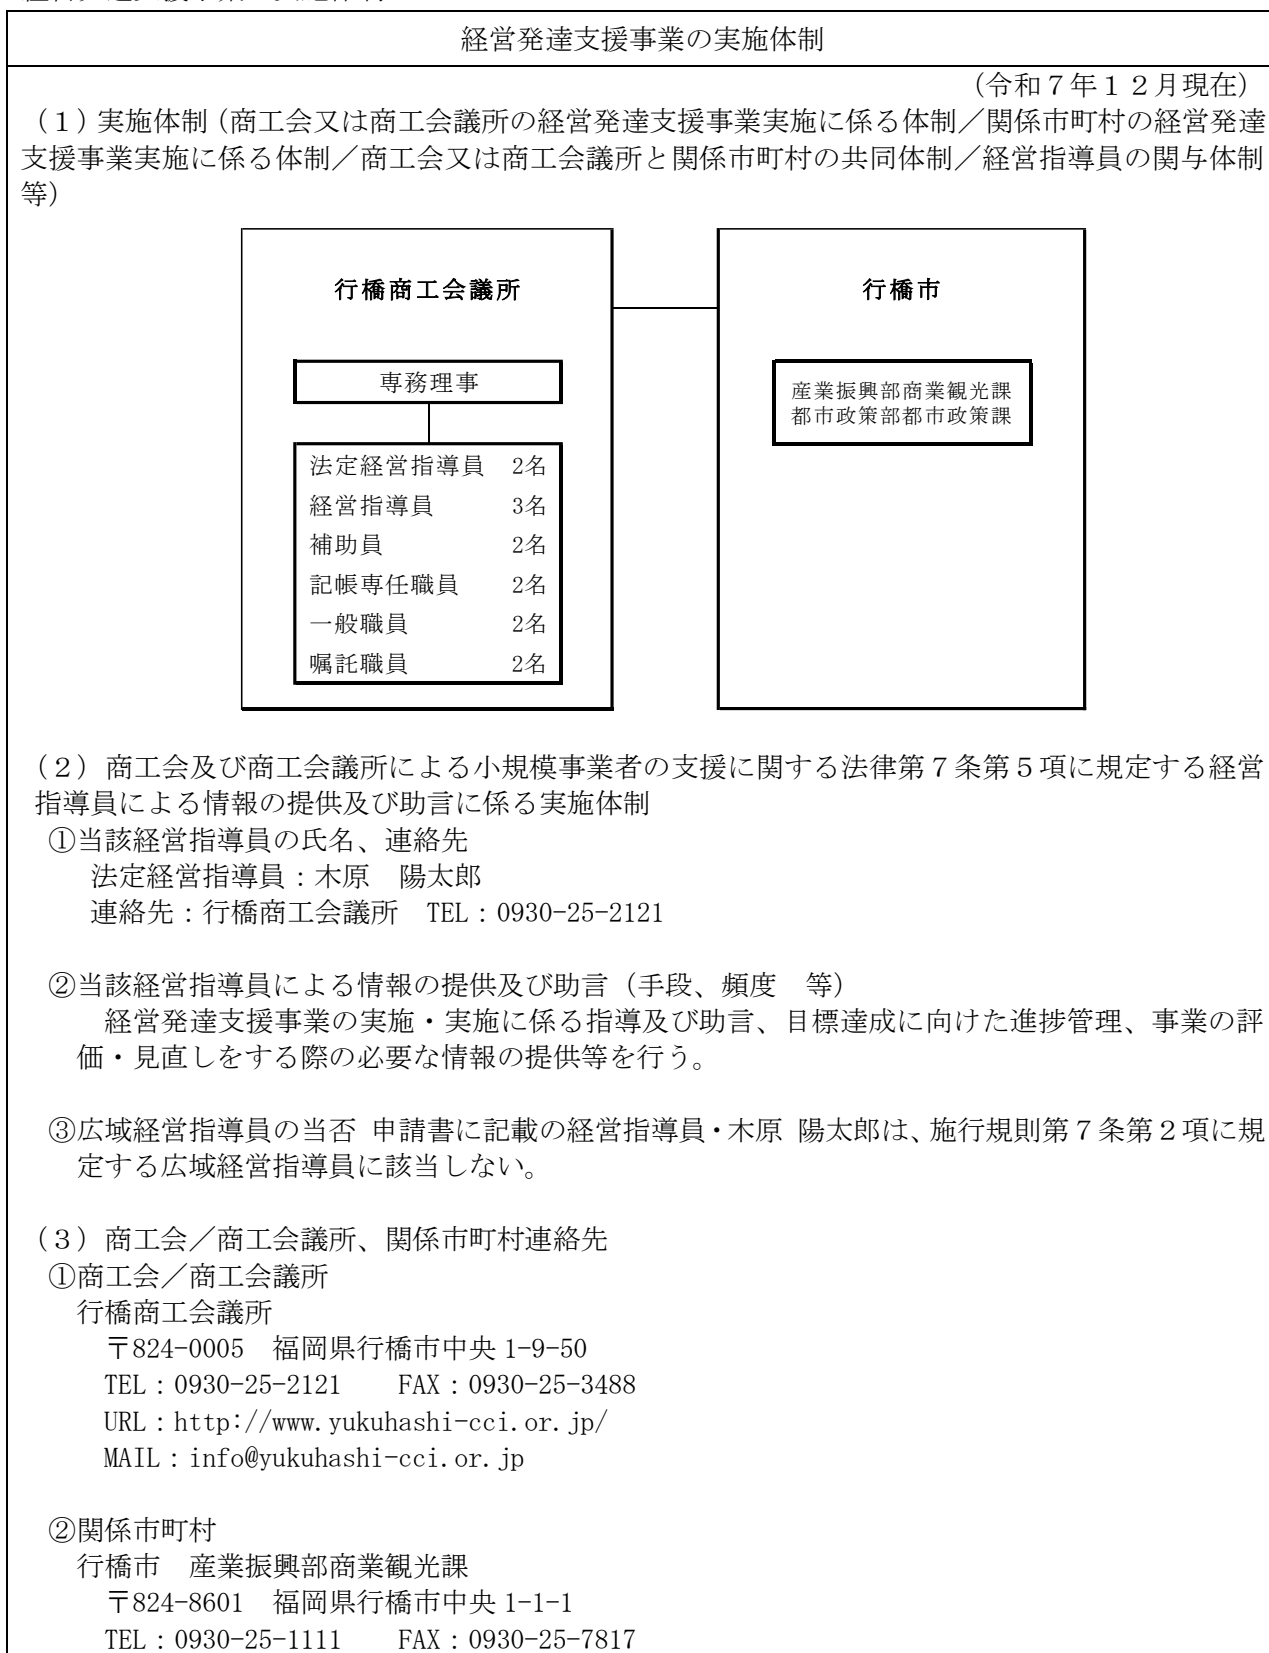 経営発達支援事業の実施体制
（令和７年１２月現在）
（１）実施体制（商工会又は商工会議所の経営発達支援事業実施に係る体制／関係市町村の経営発達
支援事業実施に係る体制／商工会又は商工会議所と関係市町村の共同体制／経営指導員の関与体制
等）
行橋商工会議所
専務理事
法定経営指導員　2名
経営指導員　3名
補助員　2名
記帳専任職員　2名
一般職員　2名
嘱託職員　2名
行橋市
産業振興部商業観光課
都市政策部都市政策課
（２）商工会及び商工会議所による小規模事業者の支援に関する法律第７条第５項に規定する経営
指導員による情報の提供及び助言に係る実施体制
①当該経営指導員の氏名、連絡先
法定経営指導員：木原　陽太郎
連絡先：行橋商工会議所　TEL：0930-25-2121
②当該経営指導員による情報の提供及び助言（手段、頻度　等）
経営発達支援事業の実施・実施に係る指導及び助言、目標達成に向けた進捗管理、事業の評
価・見直しをする際の必要な情報の提供等を行う。
③広域経営指導員の当否 申請書に記載の経営指導員・木原 陽太郎は、施行規則第７条第２項に規
定する広域経営指導員に該当しない。
（３）商工会／商工会議所、関係市町村連絡先
①商工会／商工会議所
行橋商工会議所
〒824-0005　福岡県行橋市中央 1-9-50
TEL：0930-25-2121　　FAX：0930-25-3488
URL：http://www.yukuhashi-cci.or.jp/
MAIL：info@yukuhashi-cci.or.jp
②関係市町村
行橋市　産業振興部商業観光課
〒824-8601　福岡県行橋市中央 1-1-1
TEL：0930-25-1111　　FAX：0930-25-7817